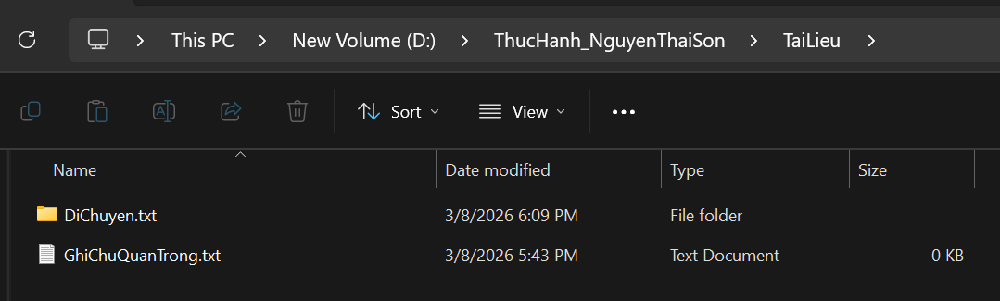 This PC > New Volume (D:) > ThucHanh_NguyenThaiSon > TaiLieu >
Sort View
Name Date modified Type Size
DiChuyen.txt 3/8/2026 6:09 PM File folder
GhiChuQuanTrong.txt 3/8/2026 5:43 PM Text Document 0 KB